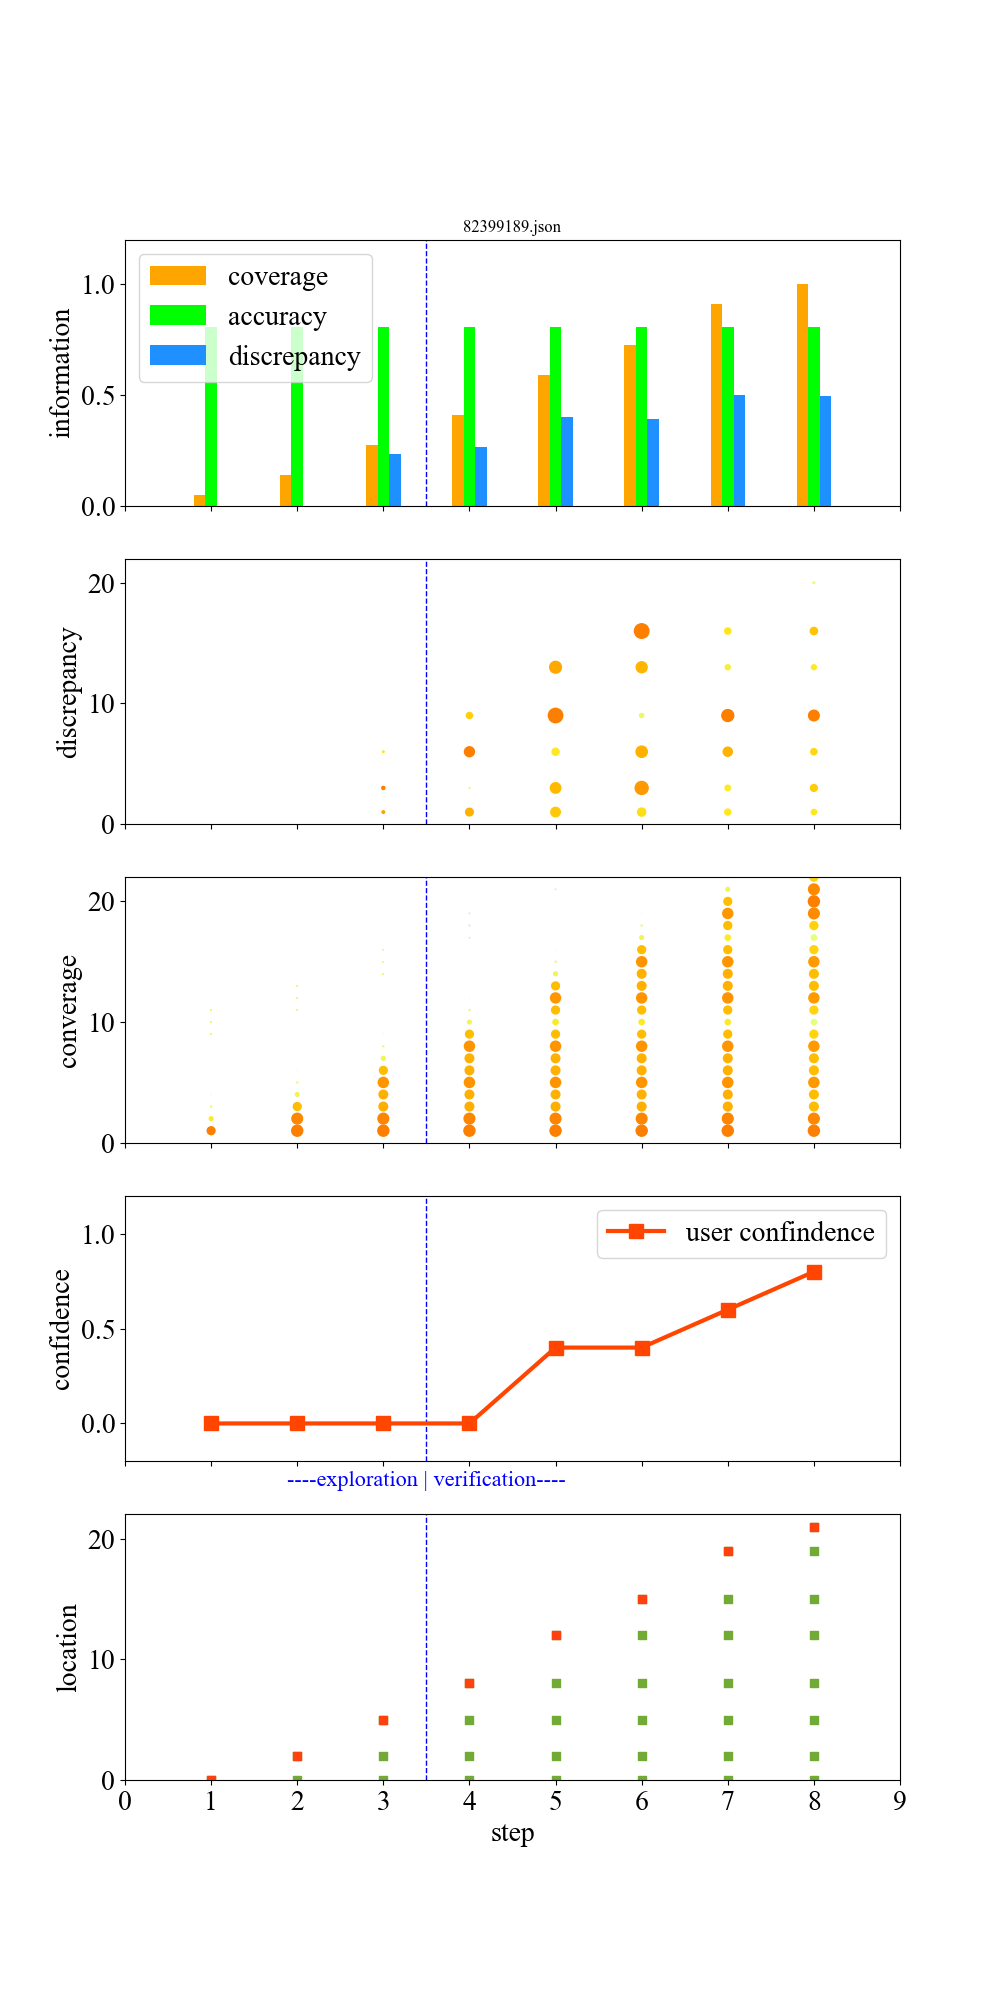 82399189.json
1.0
0.5
0.0
information
coverage
accuracy
discrepancy
20
10
0
discrepancy
20
10
0
converage
1.0
0.5
0.0
confidence
user confindence
----exploration | verification----
20
10
0
location
0 1 2 3 4 5 6 7 8 9
step